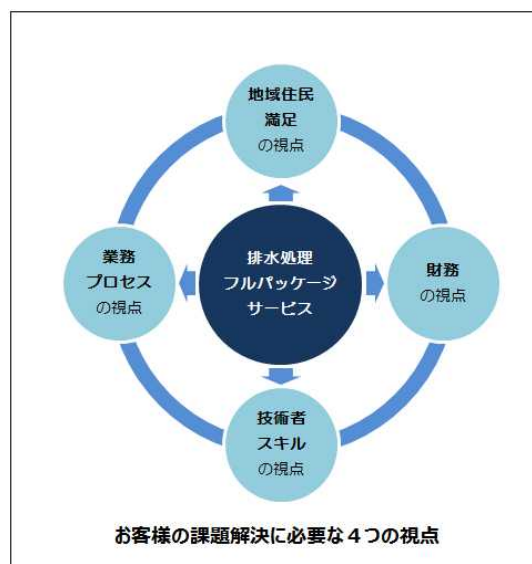 地域住民
満足
の視点
業務
プロセス
の視点
排水処理
フルパッケージ
サービス
財務
の視点
技術者
スキル
の視点
お客様の課題解決に必要な４つの視点